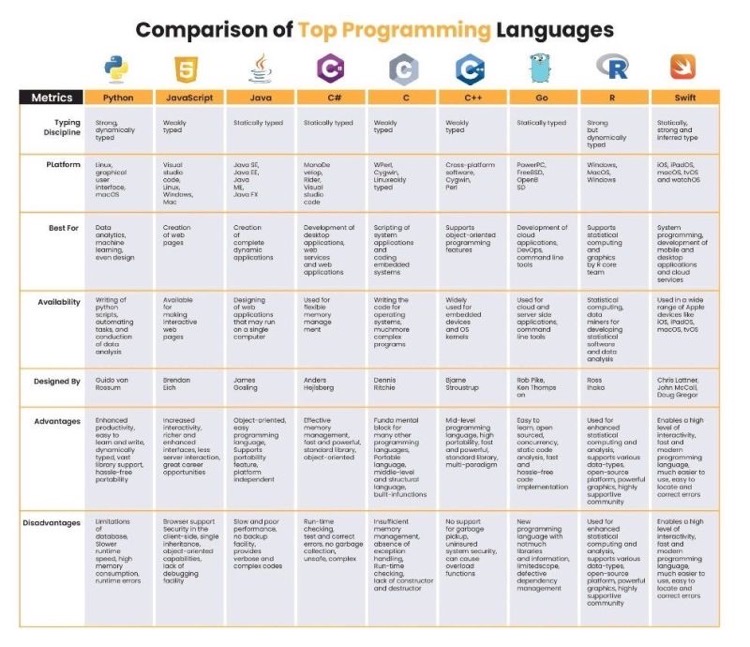 Comparison of Top Programming Languages
Metrics
Python
JavaScript
Java
C#
C
C++
Go
R
Swift
Typing
Discipline
Strong,
dynamically
typed
Weakly
typed
Statically typed
Statically typed
Weakly
typed
Weakly
typed
Statically typed
Strong
but
dynamically
typed
Statically,
strong and
inferred type
PLatform
Linux,
graphical
user
interface,
macOS
Visual
studio
code,
Linux,
Windows,
Mac
Java SE,
Java EE,
Java
ME,
Java FX
MonoDe
velop,
Rider,
Visual
studio
code
WPerl,
Cygwin,
Linuxeakly
typed
Cross-platform
software,
Cygwin,
Perl
PowerPC,
FreeBSD,
OpenB
SD
Windows,
MacOS,
Windows
iOS, iPadOS,
macOS, tvOS
and watchOS
Best For
Data
analytics,
machine
learning,
even design
Creation
of web
pages
Creation
of
complete
dynamic
applications
Development of
desktop
applications,
web
services
and web
applications
Scripting of
system
applications
and
coding
embedded
systems
Supports
object-oriented
programming
features
Development of
cloud
applications,
DevOps,
command line
tools
Supports
statistical
computing
and
graphics
by R core
team
System
programming,
development of
mobile and
desktop
applications
and cloud
services
Availability
Writing of
python
scripts,
automating
tasks, and
conduction
of data
analysis
Available
for
making
interactive
web
pages
Designing
of web
applications
that may run
on a single
computer
Used for
flexible
memory
manage
ment
Writing the
code for
operating
systems,
muchmore
complex
programs
Widely
used for
embedded
devices
and OS
kernels
Used for
cloud and
server side
applications,
command
line tools
Statistical
computing,
data
miners for
developing
statistical
software
and data
analysis
Used in a wide
range of Apple
devices like
iOS, iPadOS,
macOS, tvOS
Designed By
Guido van
Rossum
Brendan
Eich
James
Gosling
Anders
Hejlsberg
Dennis
Ritchie
Bjarne
Stroustrup
Rob Pike,
Ken Thomps
on
Ross
Ihaka
Chris Lattner,
John McCall,
Doug Gregor
Advantages
Enhanced
productivity,
easy to
learn and write,
dynamically
typed, vast
library support,
hassle-free
portability
Increased
interactivity,
richer and
enhanced
interfaces, less
server interaction,
great career
opportunities
Object-oriented,
easy
programming
language,
Supports
portability
feature,
platform
independent
Effective
memory
management,
fast and powerful,
standard library,
object-oriented
Funda mental
block for
many other
programming
languages,
Portable
language,
middle-level
and structural
language,
built-infunctions
Mid-level
programming
language, high
portability, fast
and powerful,
standard library,
multi-paradigm
Easy to
learn, open
sourced,
concurrency,
static code
analysis, fast
and
hassle-free
code
implementation
Used for
enhanced
statistical
computing and
analysis,
supports various
data-types,
open-source
platform, powerful
graphics, highly
supportive
community
Enables a high
level of
interactivity,
fast and
modern
programming
language,
much easier to
use, easy to
locate and
correct errors
Disadvantages
Limitations
of
database,
Slower
runtime
speed, high
memory
consumption,
runtime errors
Browser support
Security in the
client-side, single
inheritance,
object-oriented
capabilities,
lack of
debugging
facility
Slow and poor
performance,
no backup
facility,
provides
verbose and
complex codes
Run-time
checking,
test and correct
errors, no garbage
collection,
unsafe, complex
Insufficient
memory
management,
absence of
exception
handling,
Run-time
checking,
lack of constructor
and destructor
No support
for garbage
pickup,
uninsured
system security,
can cause
overload
functions
New
programming
language with
notmuch
libraries
and information,
limitedscope,
defective
dependency
management
Used for
enhanced
statistical
computing and
analysis,
supports various
data-types,
open-source
platform, powerful
graphics, highly
supportive
community
Enables a high
level of
interactivity,
fast and
modern
programming
language,
much easier to
use, easy to
locate and
correct errors